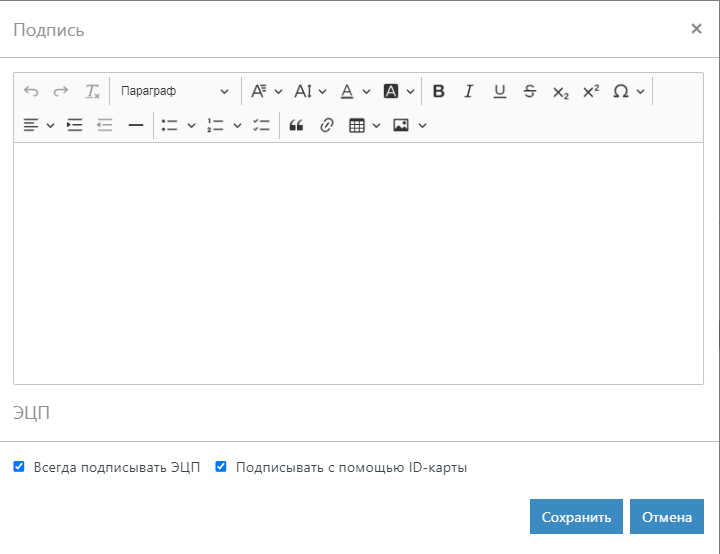 Подпись
Параграф
ЭЦП
Всегда подписывать ЭЦП Подписывать с помощью ID-карты
Сохранить Отмена